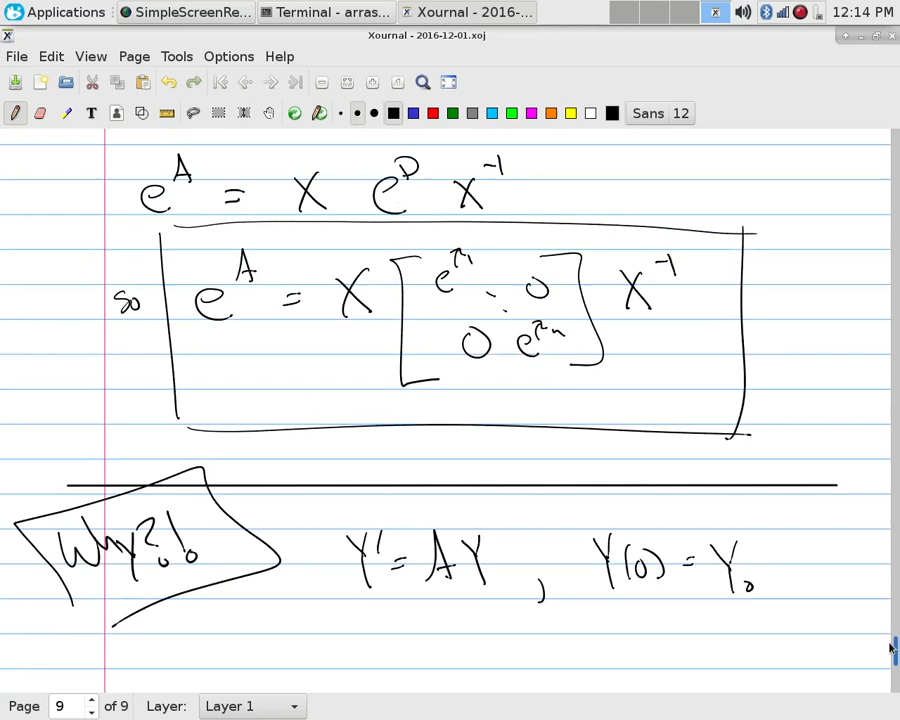 Applications SimpleScreenRe... Terminal - arras... Xournal - 2016-... 12:14 PM
Xournal - 2016-12-01.xoj
File Edit View Page Tools Options Help
Sans 12
e^A = X e^D X^-1
so e^A = X [e^λ1 ⋱ 0
0 e^λn] X^-1
Why?!
Y' = AY , Y(0) = Y0
Page 9 of 9 Layer: Layer 1